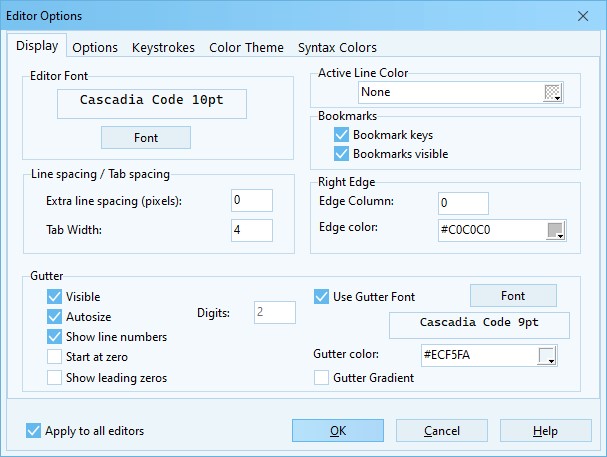 Editor Options
Display Options Keystrokes Color Theme Syntax Colors
Editor Font
Cascadia Code 10pt
Font
Active Line Color
None
Bookmarks
Bookmark keys
Bookmarks visible
Line spacing / Tab spacing
Extra line spacing (pixels): 0
Tab Width: 4
Right Edge
Edge Column: 0
Edge color: #C0C0C0
Gutter
Visible
Autosize
Show line numbers
Start at zero
Show leading zeros
Digits: 2
Use Gutter Font Font
Cascadia Code 9pt
Gutter color: #ECF5FA
Gutter Gradient
Apply to all editors OK Cancel Help